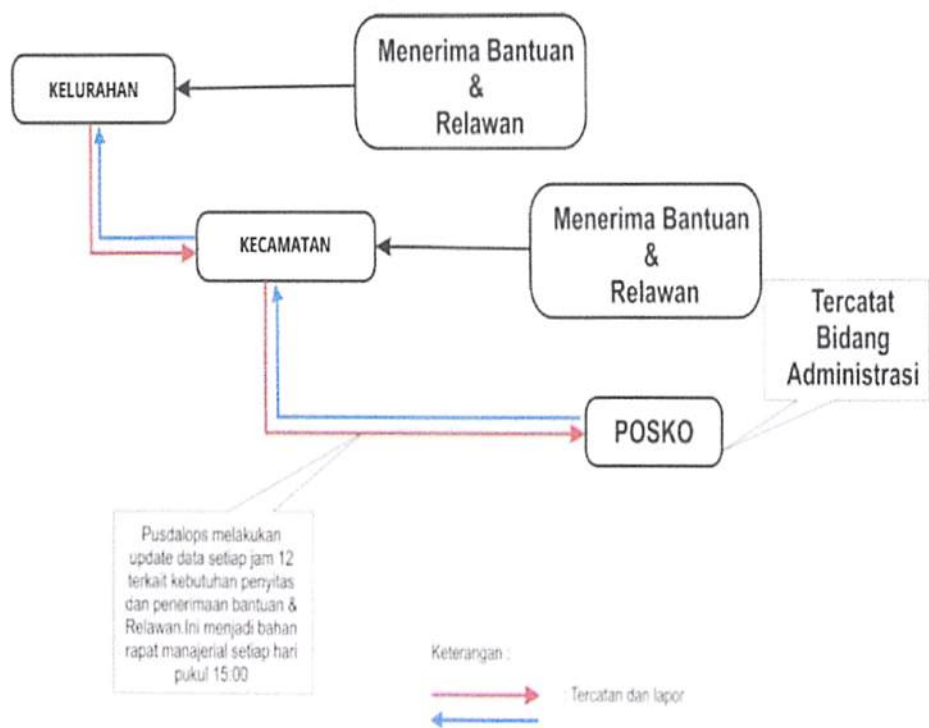 Menerima Bantuan
&
Relawan
KELURAHAN
Menerima Bantuan
&
Relawan
KECAMATAN
Tercatat
Bidang
Administrasi
POSKO
Pusdalops melakukan
update data setiap jam 12
terkait kebutuhan penyitas
dan penerimaan bantuan &
Relawan.Ini menjadi bahan
rapat manajerial setiap hari
pukul 15:00
Keterangan :
: Tercatan dan lapor